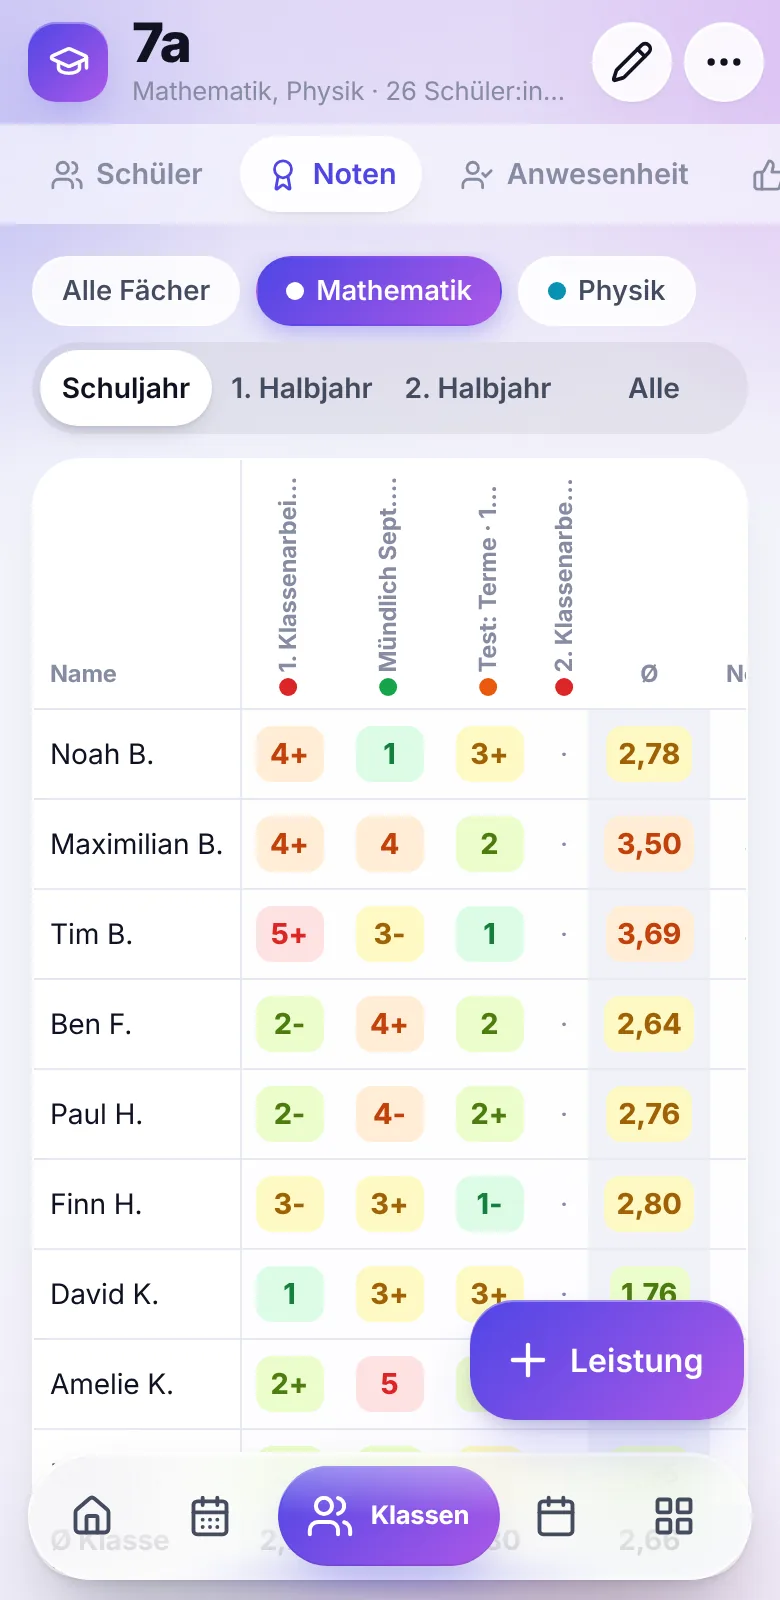 7a
Mathematik, Physik · 26 Schüler:in...
Schüler
Noten
Anwesenheit
Alle Fächer
Mathematik
Physik
Schuljahr
1. Halbjahr
2. Halbjahr
Alle
Name
1. Klassenarbei...
Mündlich Sept....
Test: Terme · 1...
2. Klassenarbe...
Ø
Noah B. 4+ 1 3+ · 2,78
Maximilian B. 4+ 4 2 · 3,50
Tim B. 5+ 3- 1 · 3,69
Ben F. 2- 4+ 2 · 2,64
Paul H. 2- 4- 2+ · 2,76
Finn H. 3- 3+ 1- · 2,80
David K. 1 3+ 3+ · 1,76
Amelie K. 2+ 5
Leistung
Ø Klasse 2,66
Klassen